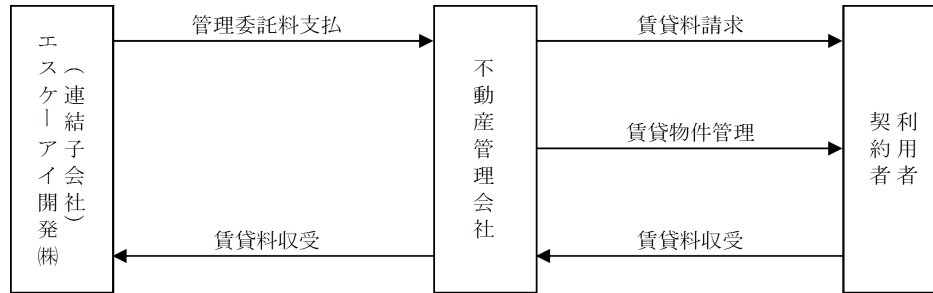 エスケーアイ開発㈱
(連結子会社)
管理委託料支払
賃貸料収受
不動産管理会社
賃貸料請求
賃貸物件管理
賃貸料収受
利用者
契約者